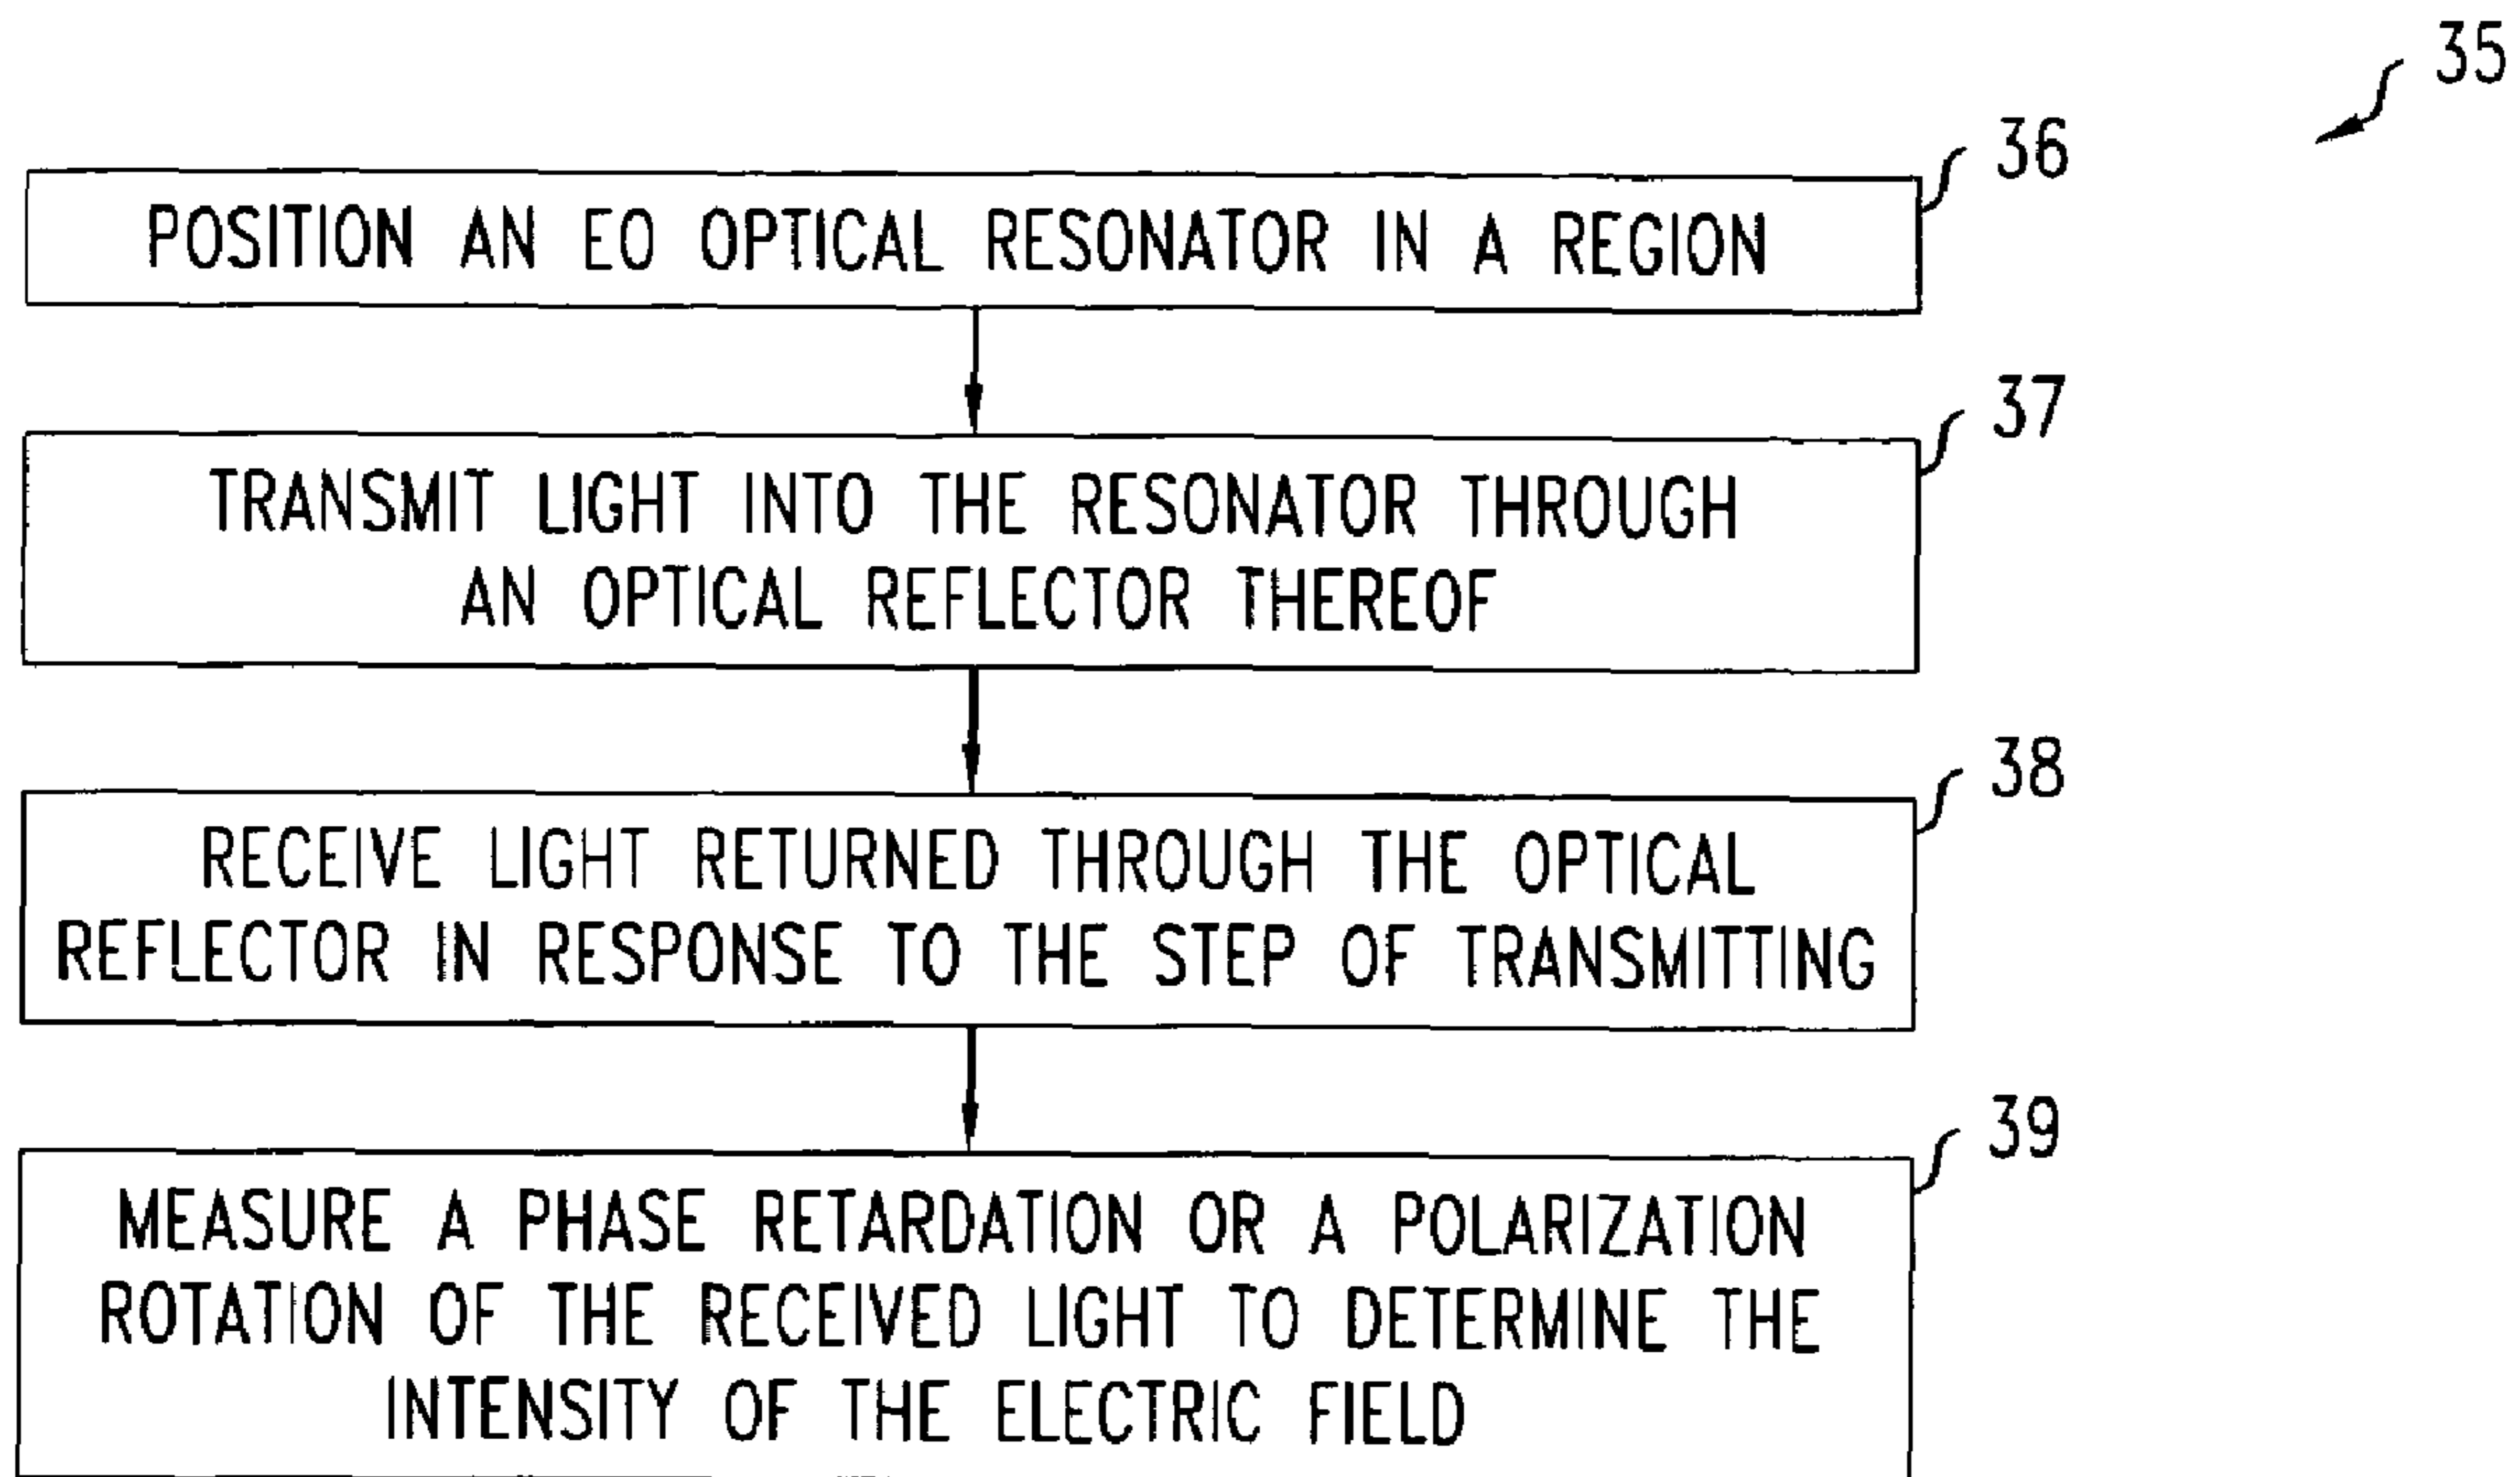 35
36
POSITION AN EO OPTICAL RESONATOR IN A REGION
37
TRANSMIT LIGHT INTO THE RESONATOR THROUGH
AN OPTICAL REFLECTOR THEREOF
38
RECEIVE LIGHT RETURNED THROUGH THE OPTICAL
REFLECTOR IN RESPONSE TO THE STEP OF TRANSMITTING
39
MEASURE A PHASE RETARDATION OR A POLARIZATION
ROTATION OF THE RECEIVED LIGHT TO DETERMINE THE
INTENSITY OF THE ELECTRIC FIELD